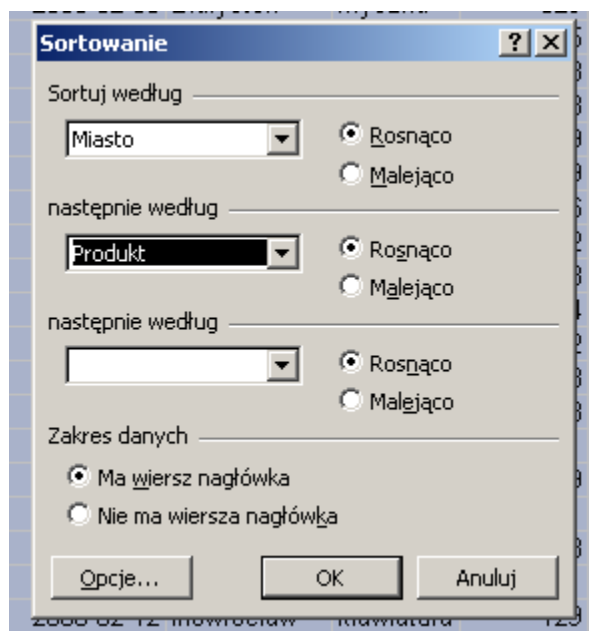 Sortowanie
Sortuj według
Miasto
Rosnąco
Malejąco
następnie według
Produkt
Rosnąco
Malejąco
następnie według
Rosnąco
Malejąco
Zakres danych
Ma wiersz nagłówka
Nie ma wiersza nagłówka
Opcje...
OK
Anuluj